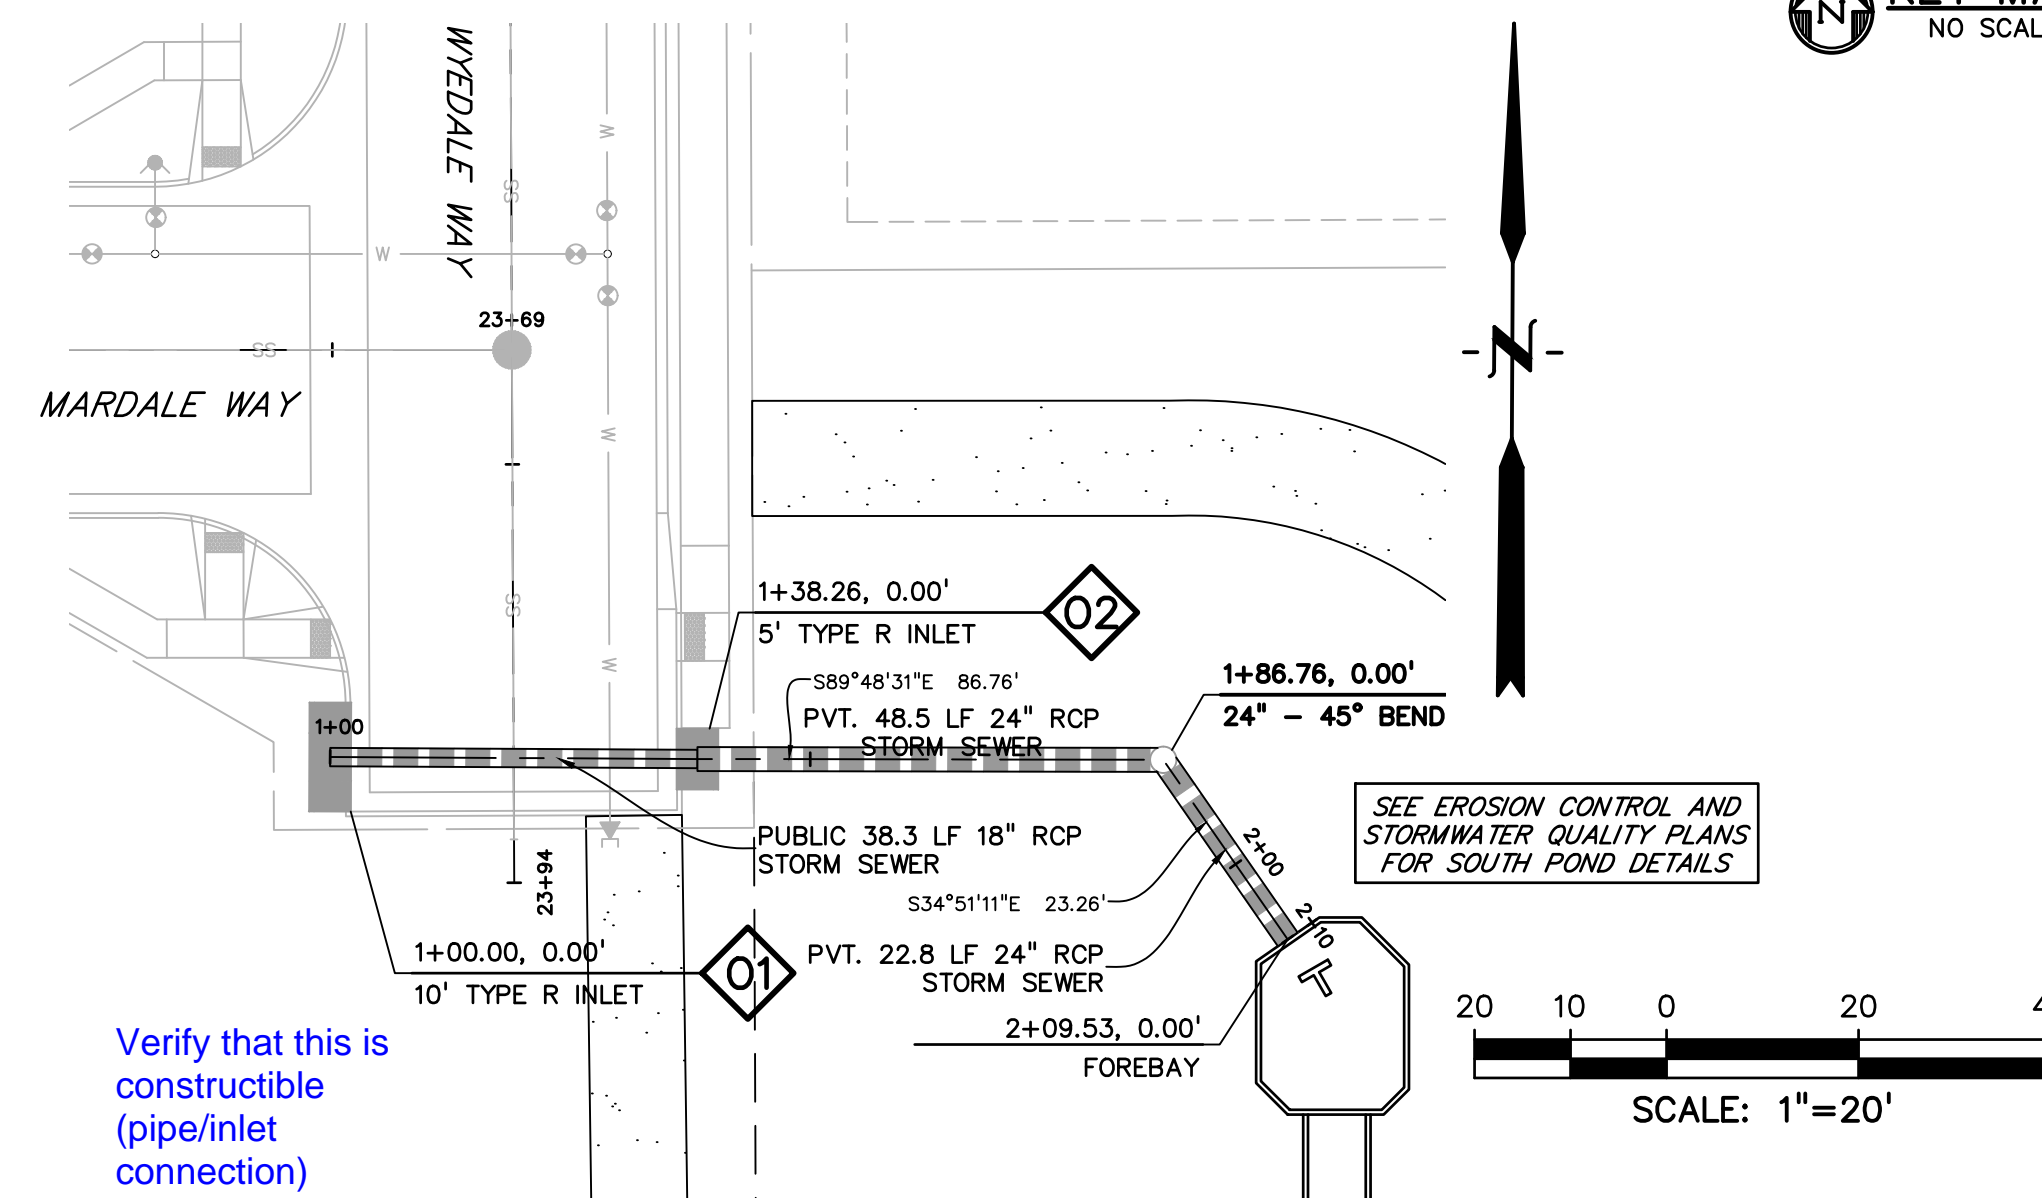 N
NO SCAL
WYEDALE WAY
W
SS
W
23+69
SS
MARDALE WAY
W
N
SS
W
1+38.26, 0.00'
5' TYPE R INLET
02
S89°48'31"E 86.76'
PVT. 48.5 LF 24" RCP
STORM SEWER
1+86.76, 0.00'
24" - 45° BEND
1+00
PUBLIC 38.3 LF 18" RCP
STORM SEWER
2+00
SEE EROSION CONTROL AND
STORMWATER QUALITY PLANS
FOR SOUTH POND DETAILS
23+94
S34°51'11"E 23.26'
2+10
1+00.00, 0.00'
10' TYPE R INLET
01
PVT. 22.8 LF 24" RCP
STORM SEWER
2+09.53, 0.00'
FOREBAY
20 10 0 20 4
SCALE: 1"=20'
Verify that this is
constructible
(pipe/inlet
connection)